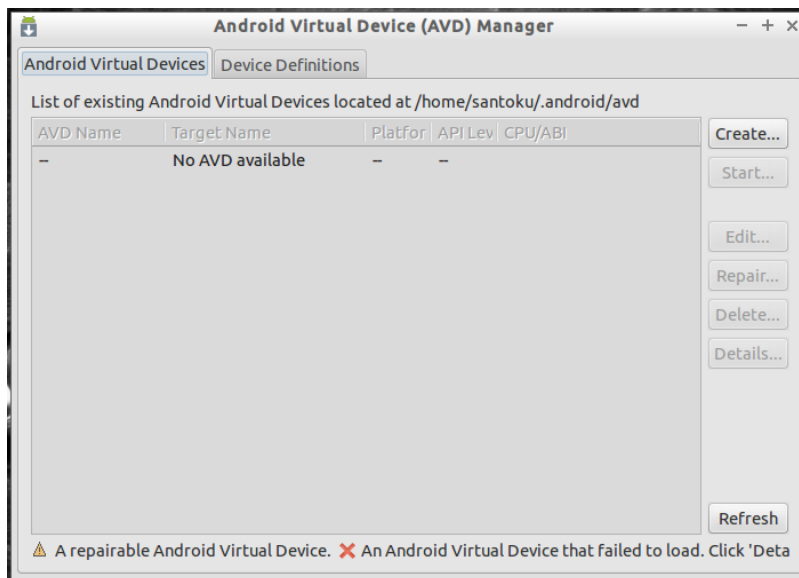 Android Virtual Device (AVD) Manager
Android Virtual Devices Device Definitions
List of existing Android Virtual Devices located at /home/santoku/.android/avd
AVD Name Target Name Platfor API Lev CPU/ABI
-- No AVD available -- --
Create...
Start...
Edit...
Repair...
Delete...
Details...
Refresh
A repairable Android Virtual Device. An Android Virtual Device that failed to load. Click 'Deta